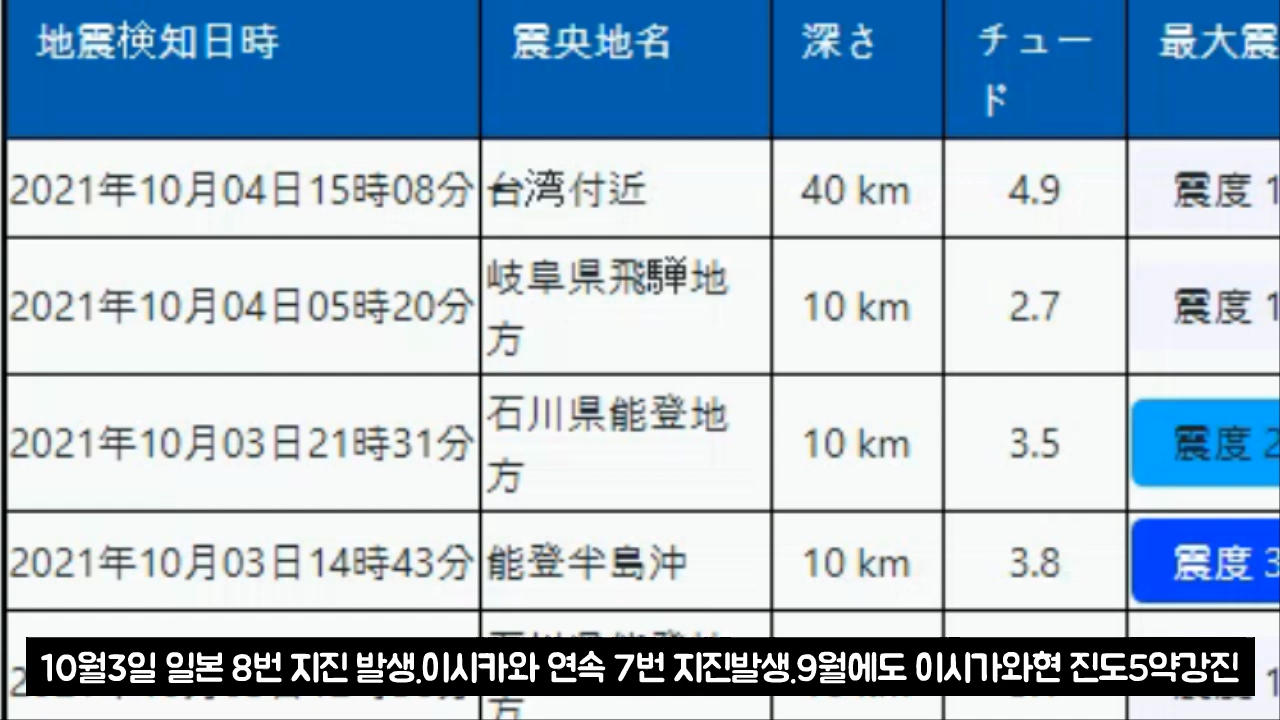 地震検知日時 震央地名 深さ チュー 最大震
ド
2021年10月04日15時08分 台湾付近 40 km 4.9 震度 1
2021年10月04日05時20分 岐阜県飛騨地 10 km 2.7 震度 1
方
2021年10月03日21時31分 石川県能登地 10 km 3.5 震度 2
方
2021年10月03日14時43分 能登半島沖 10 km 3.8 震度 3
10월3일 일본 8번 지진 발생.이시카와 연속 7번 지진발생.9월에도 이시가와현 진도5약강진
方